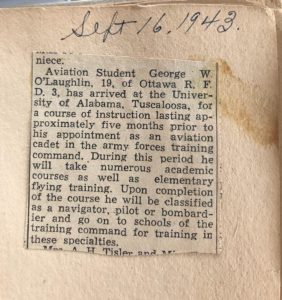 Sept 16, 1943.
niece.
Aviation Student George W.
O'Laughlin, 19, of Ottawa R. F.
D. 3, has arrived at the Univer-
sity of Alabama, Tuscaloosa, for
a course of instruction lasting ap-
proximately five months prior to
his appointment as an aviation
cadet in the army forces training
command. During this period he
will take numerous academic
courses as well as elementary
flying training. Upon completion
of the course he will be classified
as a navigator, pilot or bombard-
ier and go on to schools of the
training command for training in
these specialties.
Mrs. A. H. Tisler and